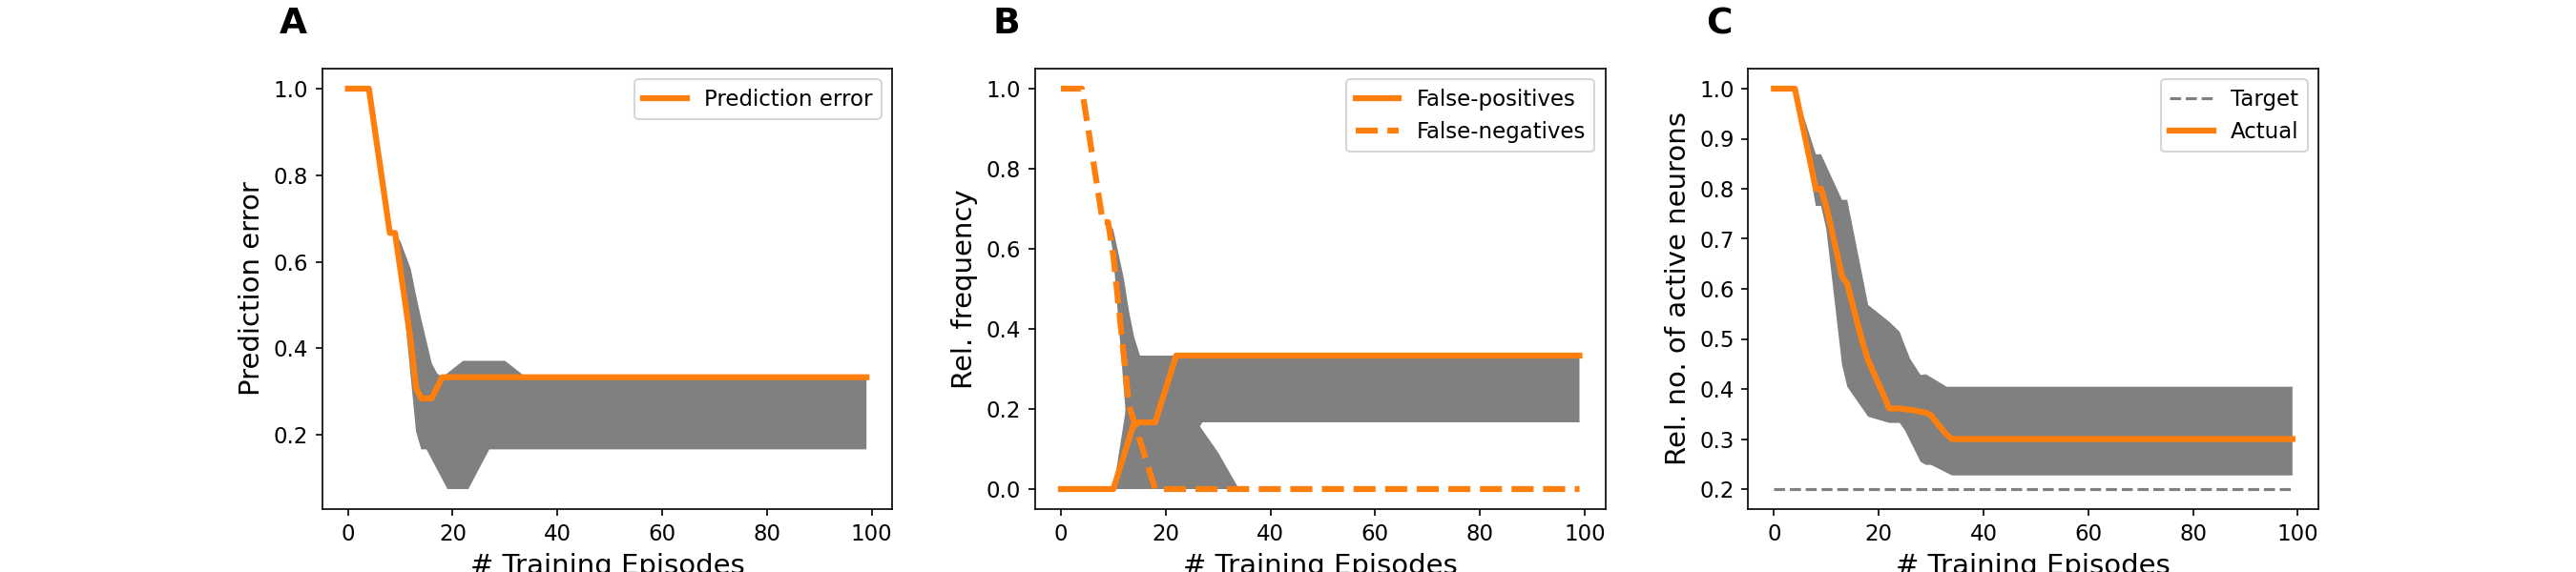 A
Prediction error
1.0
0.8
0.6
0.4
0.2
0 20 40 60 80 100
# Training Episodes
Prediction error
B
Rel. frequency
1.0
0.8
0.6
0.4
0.2
0.0
0 20 40 60 80 100
# Training Episodes
False-positives
False-negatives
C
Rel. no. of active neurons
1.0
0.9
0.8
0.7
0.6
0.5
0.4
0.3
0.2
0 20 40 60 80 100
# Training Episodes
Target
Actual